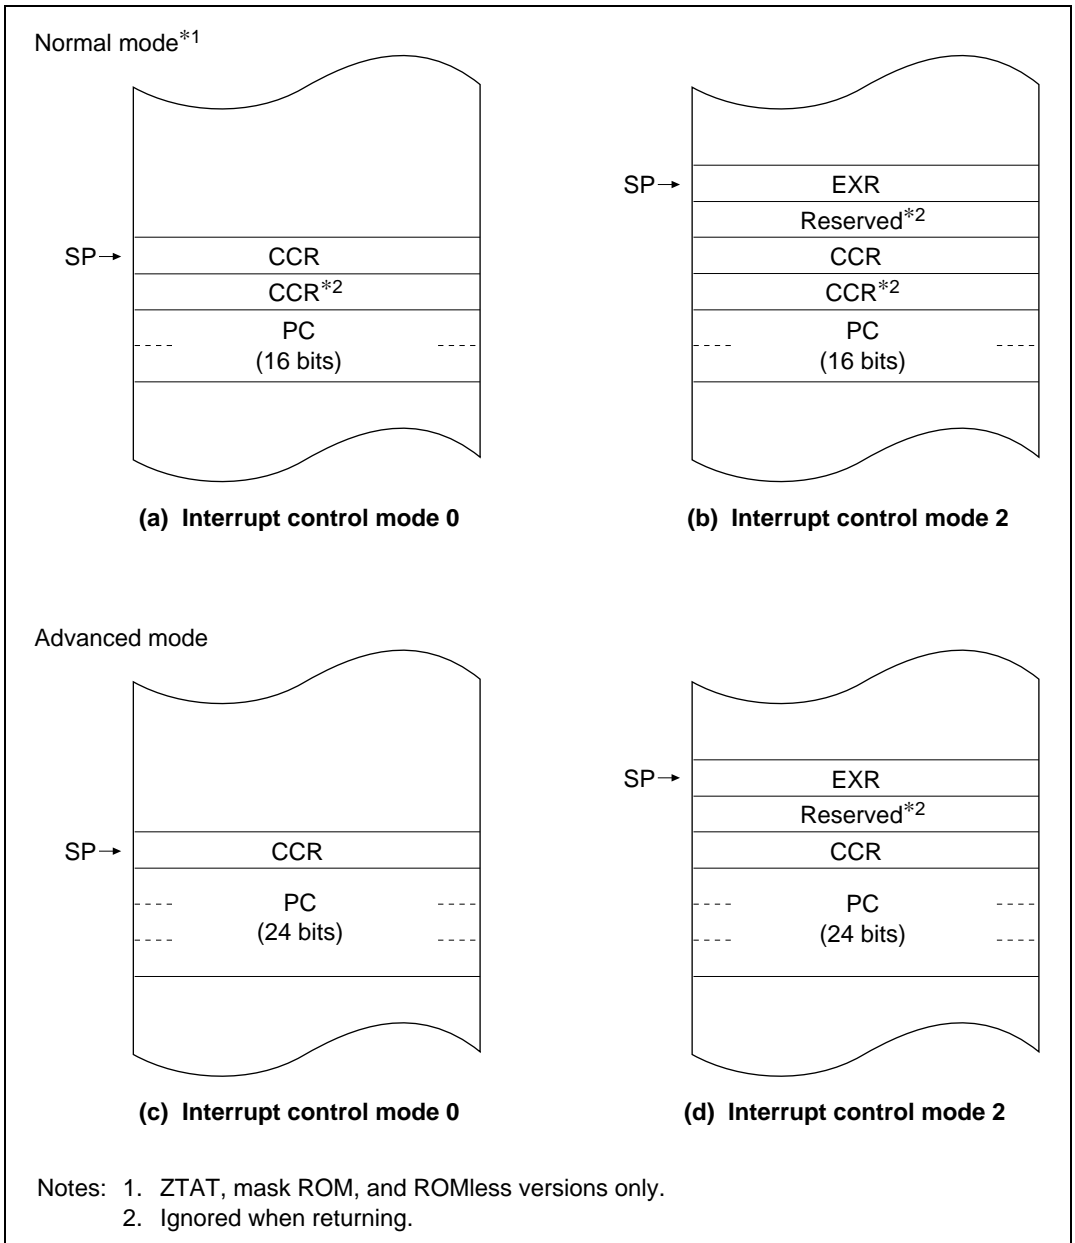 Normal mode*1
SP→ CCR
CCR*2
PC
(16 bits)
(a) Interrupt control mode 0
SP→ EXR
Reserved*2
CCR
CCR*2
PC
(16 bits)
(b) Interrupt control mode 2
Advanced mode
SP→ CCR
PC
(24 bits)
(c) Interrupt control mode 0
SP→ EXR
Reserved*2
CCR
PC
(24 bits)
(d) Interrupt control mode 2
Notes: 1. ZTAT, mask ROM, and ROMless versions only.
2. Ignored when returning.